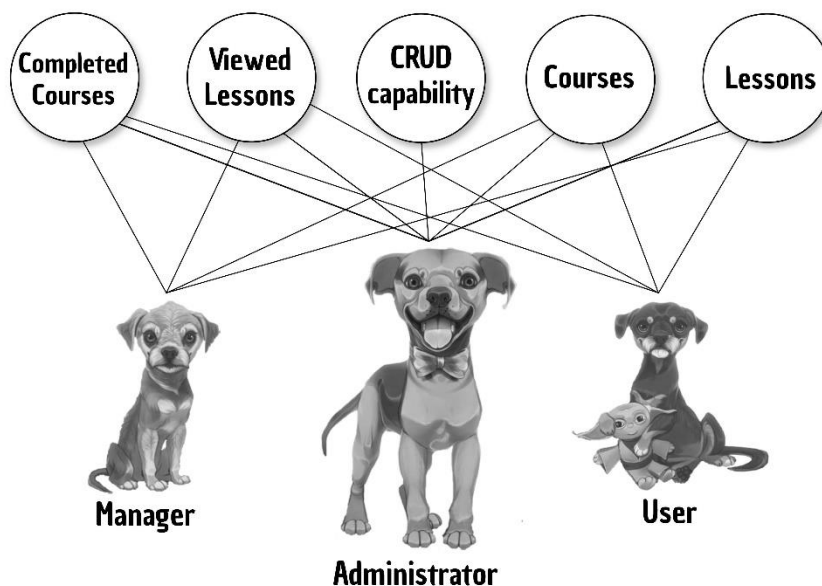 Completed
Courses
Viewed
Lessons
CRUD
capability
Courses
Lessons
Manager
Administrator
User